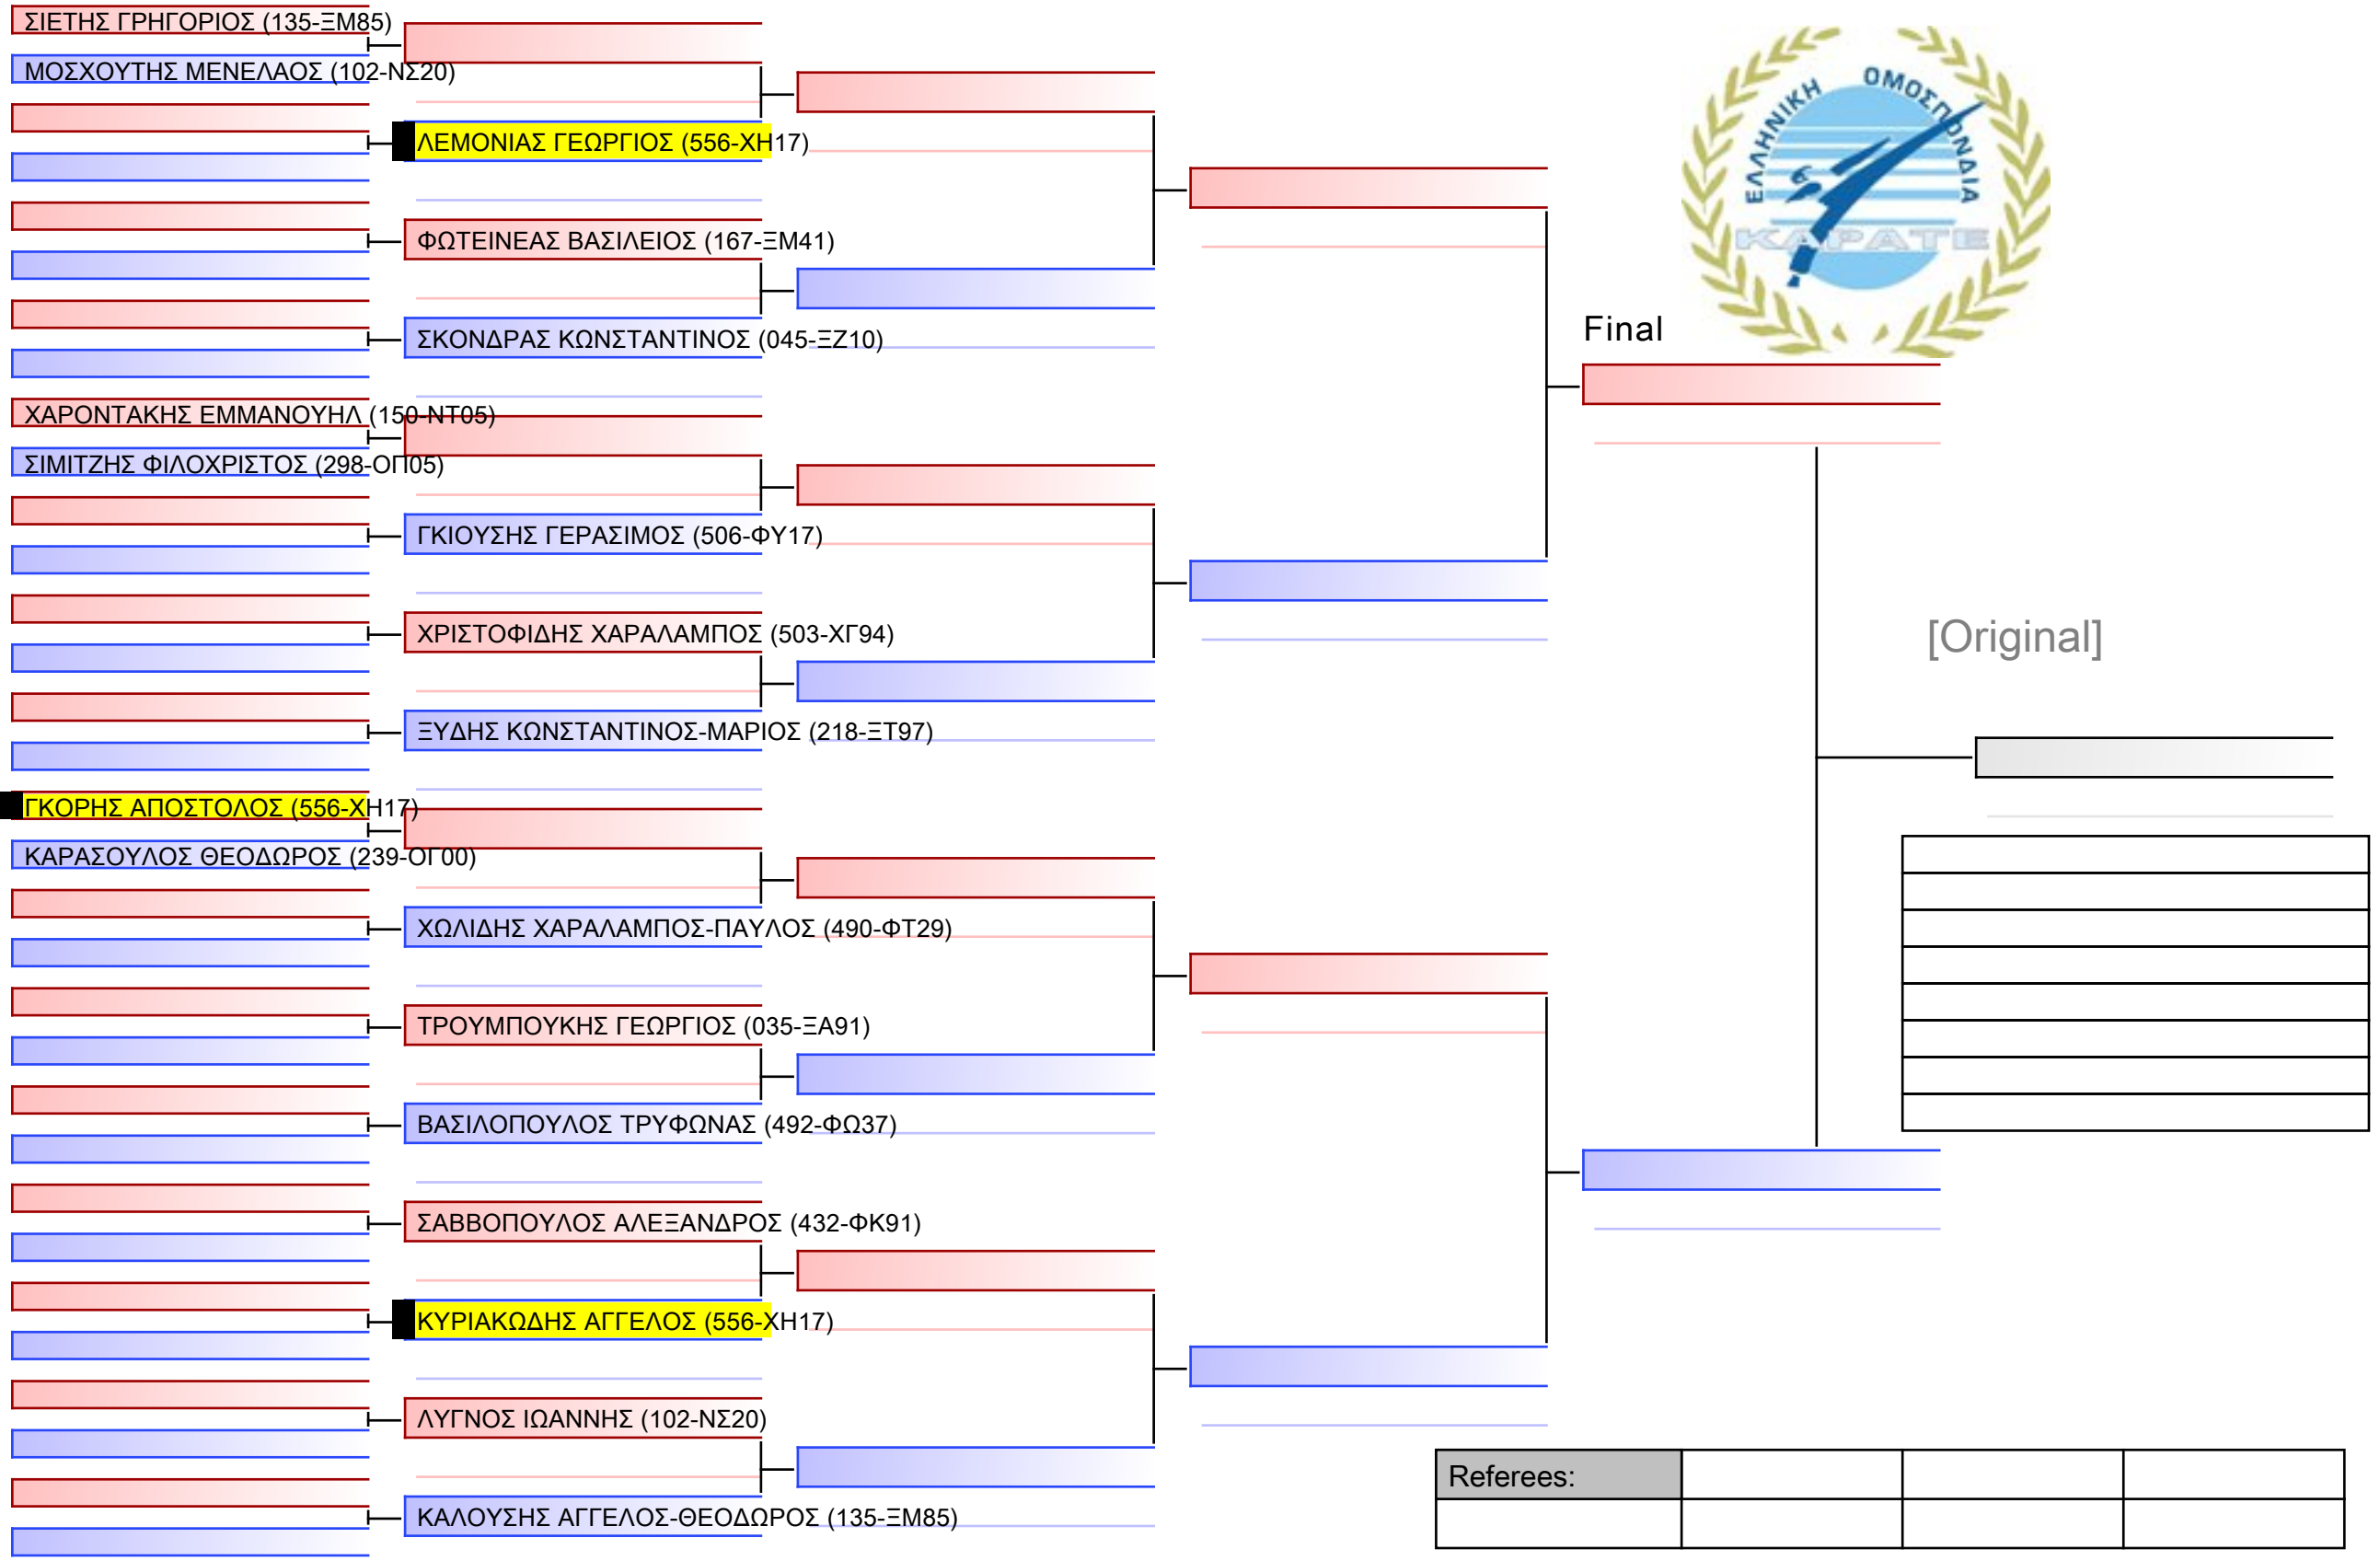 ΣΙΕΤΗΣ ΓΡΗΓΟΡΙΟΣ (135-ΞΜ85)
ΜΟΣΧΟΥΤΗΣ ΜΕΝΕΛΑΟΣ (102-ΝΣ20)
ΛΕΜΟΝΙΑΣ ΓΕΩΡΓΙΟΣ (556-ΧΗ17)
ΦΩΤΕΙΝΕΑΣ ΒΑΣΙΛΕΙΟΣ (167-ΞΜ41)
ΣΚΟΝΔΡΑΣ ΚΩΝΣΤΑΝΤΙΝΟΣ (045-ΞΖ10)
ΧΑΡΟΝΤΑΚΗΣ ΕΜΜΑΝΟΥΗΛ (150-ΝΤ05)
ΣΙΜΙΤΖΗΣ ΦΙΛΟΧΡΙΣΤΟΣ (298-ΟΠ05)
ΓΚΙΟΥΣΗΣ ΓΕΡΑΣΙΜΟΣ (506-ΦΥ17)
ΧΡΙΣΤΟΦΙΔΗΣ ΧΑΡΑΛΑΜΠΟΣ (503-ΧΓ94)
ΞΥΔΗΣ ΚΩΝΣΤΑΝΤΙΝΟΣ-ΜΑΡΙΟΣ (218-ΞΤ97)
ΓΚΟΡΗΣ ΑΠΟΣΤΟΛΟΣ (556-ΧΗ17)
ΚΑΡΑΣΟΥΛΟΣ ΘΕΟΔΩΡΟΣ (239-ΟΓ00)
ΧΩΛΙΔΗΣ ΧΑΡΑΛΑΜΠΟΣ-ΠΑΥΛΟΣ (490-ΦΤ29)
ΤΡΟΥΜΠΟΥΚΗΣ ΓΕΩΡΓΙΟΣ (035-ΞΑ91)
ΒΑΣΙΛΟΠΟΥΛΟΣ ΤΡΥΦΩΝΑΣ (492-ΦΩ37)
ΣΑΒΒΟΠΟΥΛΟΣ ΑΛΕΞΑΝΔΡΟΣ (432-ΦΚ91)
ΚΥΡΙΑΚΩΔΗΣ ΑΓΓΕΛΟΣ (556-ΧΗ17)
ΛΥΓΝΟΣ ΙΩΑΝΝΗΣ (102-ΝΣ20)
ΚΑΛΟΥΣΗΣ ΑΓΓΕΛΟΣ-ΘΕΟΔΩΡΟΣ (135-ΞΜ85)
ΕΛΛΗΝΙΚΗ ΟΜΟΣΠΟΝΔΙΑ
ΚΑΡΑΤΕ
Final
[Original]
Referees: